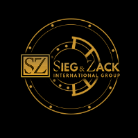 SZ
SIEG & ZACK
INTERNATIONAL GROUP